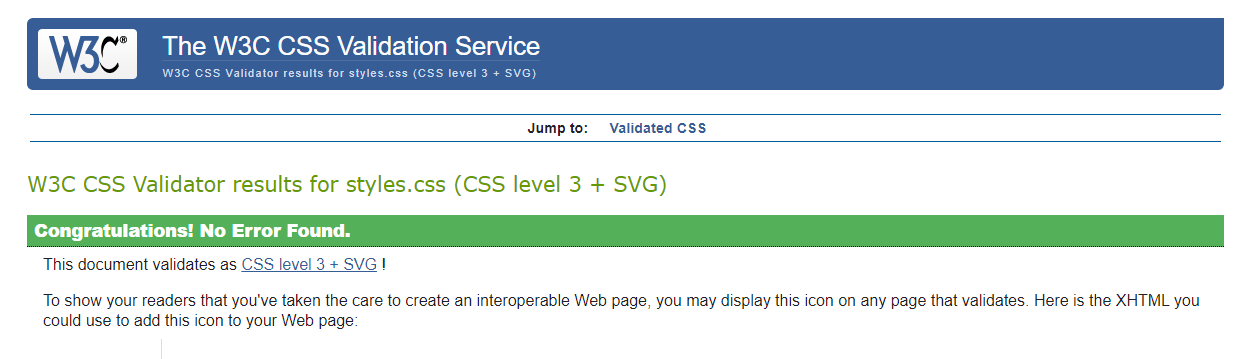 W3C®
The W3C CSS Validation Service
W3C CSS Validator results for styles.css (CSS level 3 + SVG)
Jump to: Validated CSS
W3C CSS Validator results for styles.css (CSS level 3 + SVG)
Congratulations! No Error Found.
This document validates as CSS level 3 + SVG !
To show your readers that you've taken the care to create an interoperable Web page, you may display this icon on any page that validates. Here is the XHTML you
could use to add this icon to your Web page: